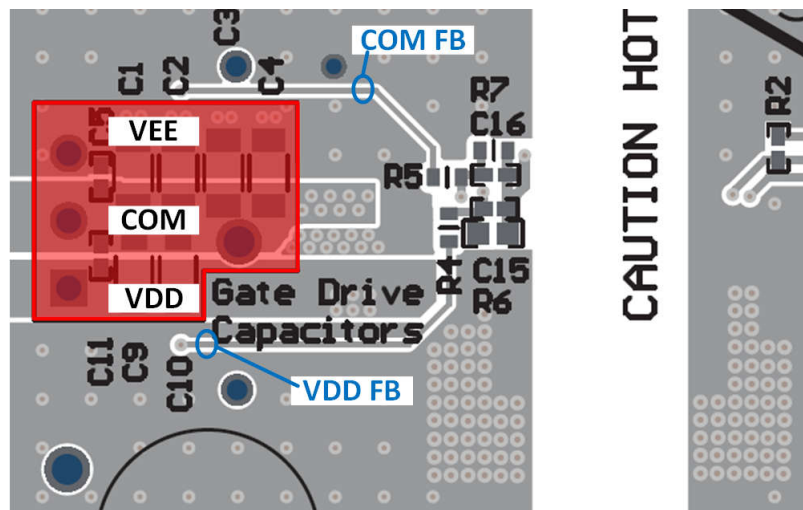 C3
COM FB
C1
C2
C4
R7
C16
C5
VEE
R5
COM
VDD
Gate Drive
Capacitors
R4
C15
R6
C11
C9
C10
VDD FB
CAUTION HOT
R2